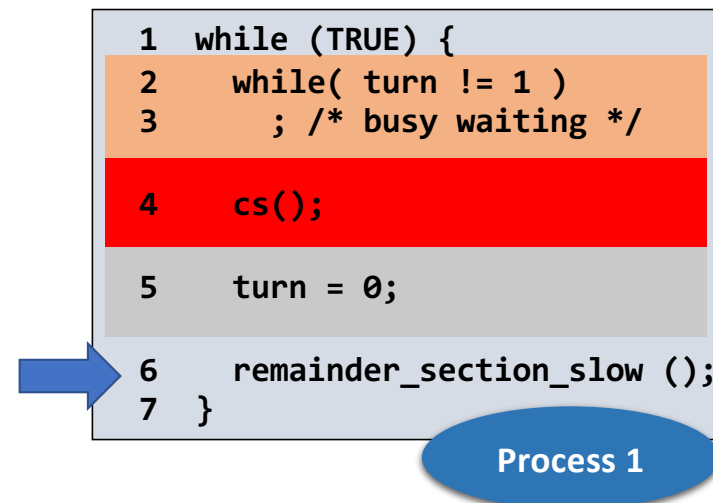 1 while (TRUE) {
2 while( turn != 1 )
3 ; /* busy waiting */
4 cs();
5 turn = 0;
6 remainder_section_slow ();
7 }
Process 1